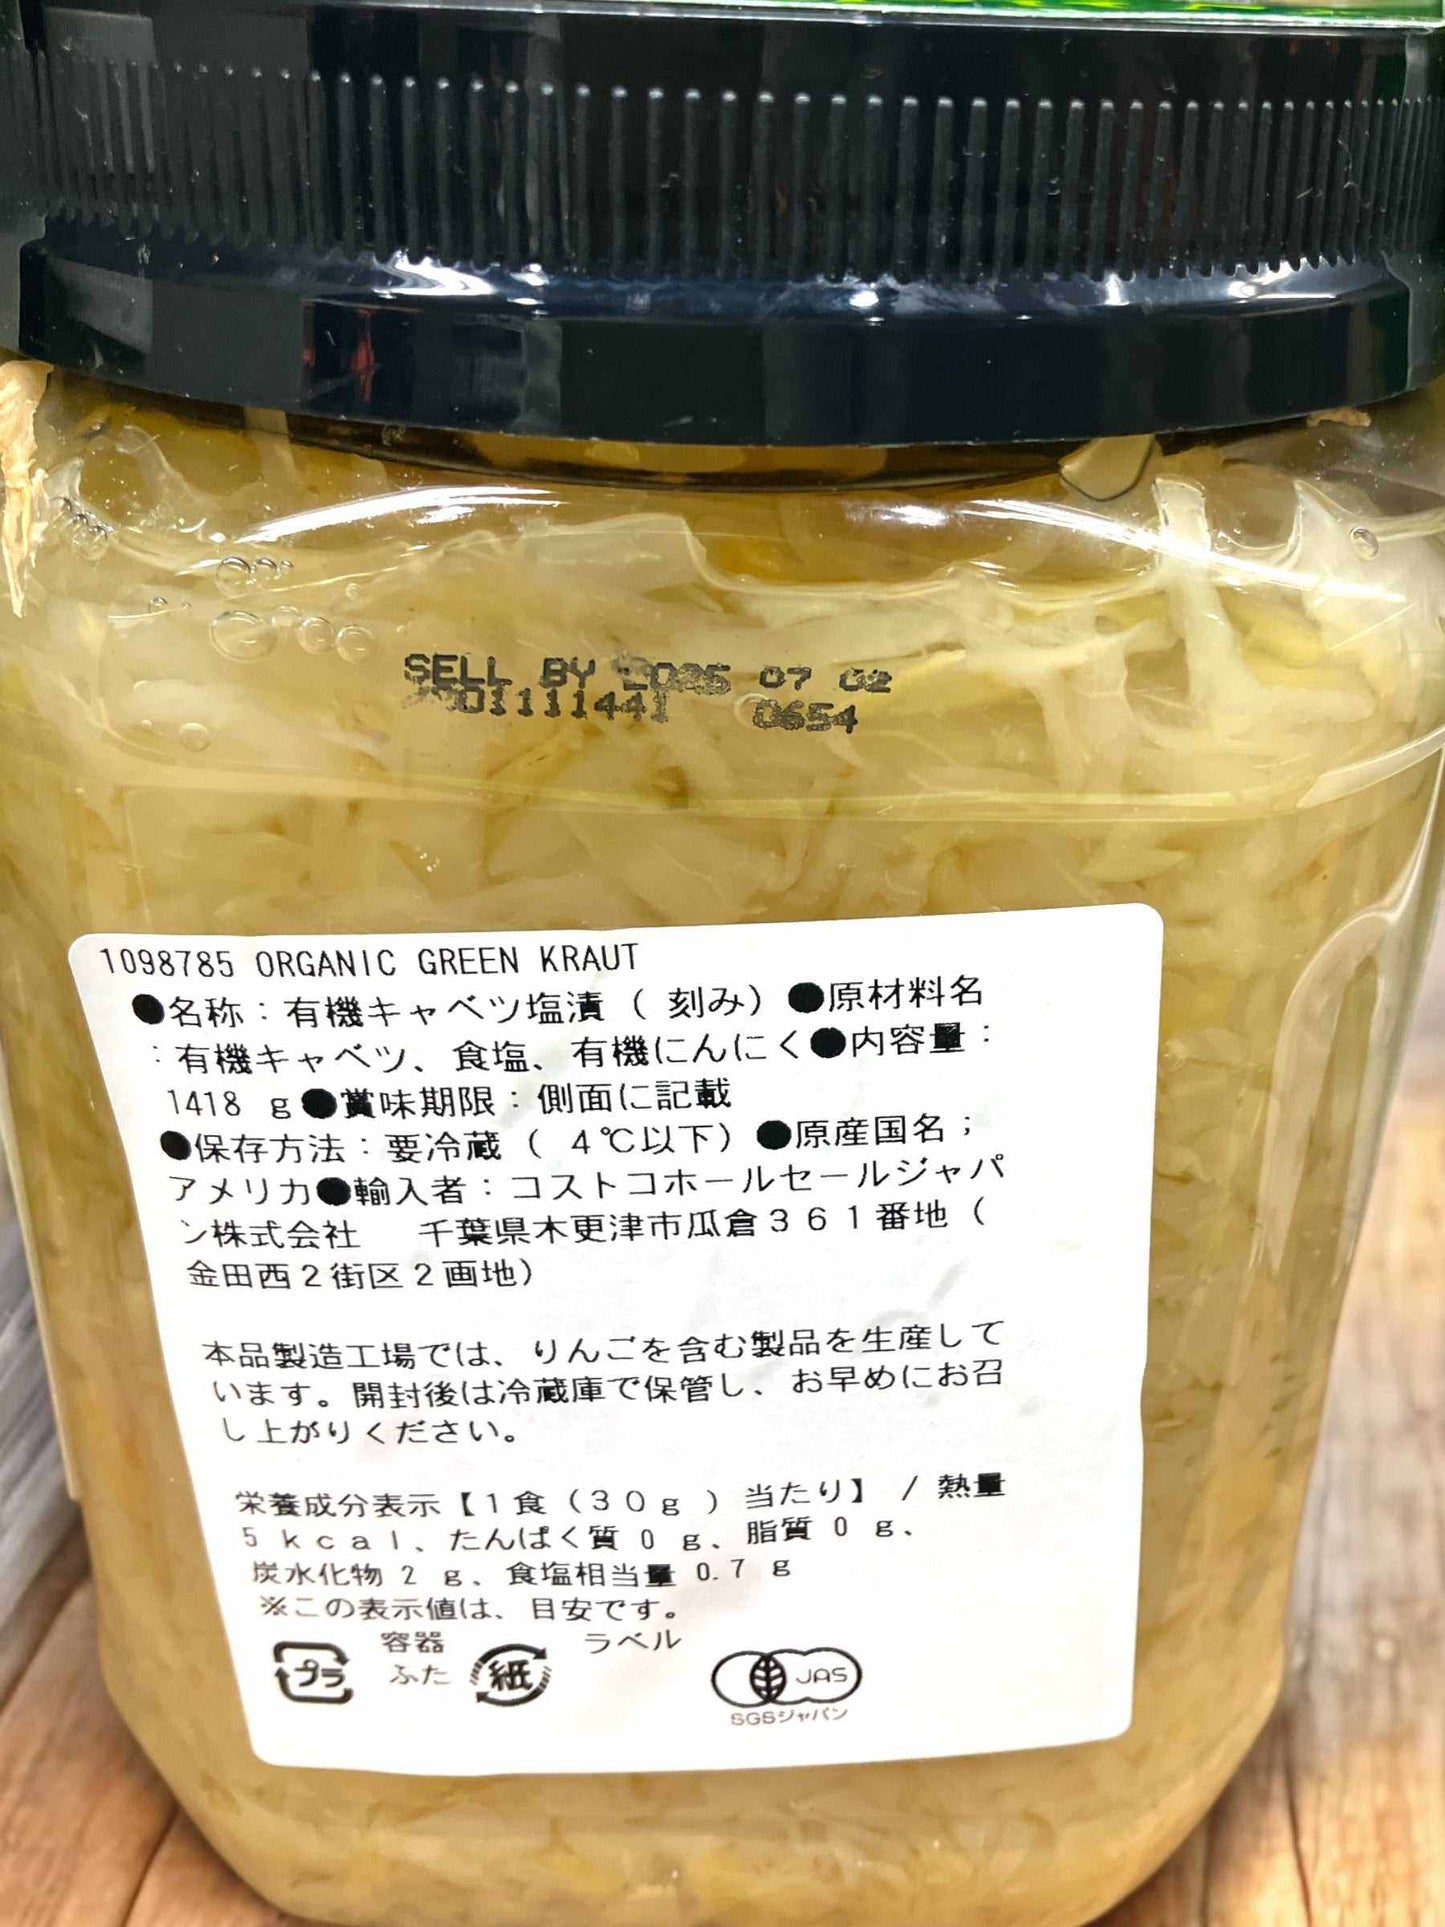 SELL BY 2025 07 02
01111441 0654
1098785 ORGANIC GREEN KRAUT
●名称：有機キャベツ塩漬（ 刻み）●原材料名
：有機キャベツ、食塩、有機にんにく●内容量：
1418 ｇ●賞味期限：側面に記載
●保存方法：要冷蔵（ ４℃以下）●原産国名；
アメリカ●輸入者：コストコホールセールジャパ
ン株式会社　千葉県木更津市瓜倉３６１番地（
金田西２街区２画地）
本品製造工場では、りんごを含む製品を生産して
います。開封後は冷蔵庫で保管し、お早めにお召
し上がりください。
栄養成分表示【１食（３０ｇ ）当たり】 / 熱量
５ｋｃａｌ、たんぱく質 0 ｇ、脂質 0 ｇ、
炭水化物 2 ｇ、食塩相当量 0.7 ｇ
※この表示値は、目安です。
プラ 容器 ふた 紙 ラベル
JAS
SGSジャパン